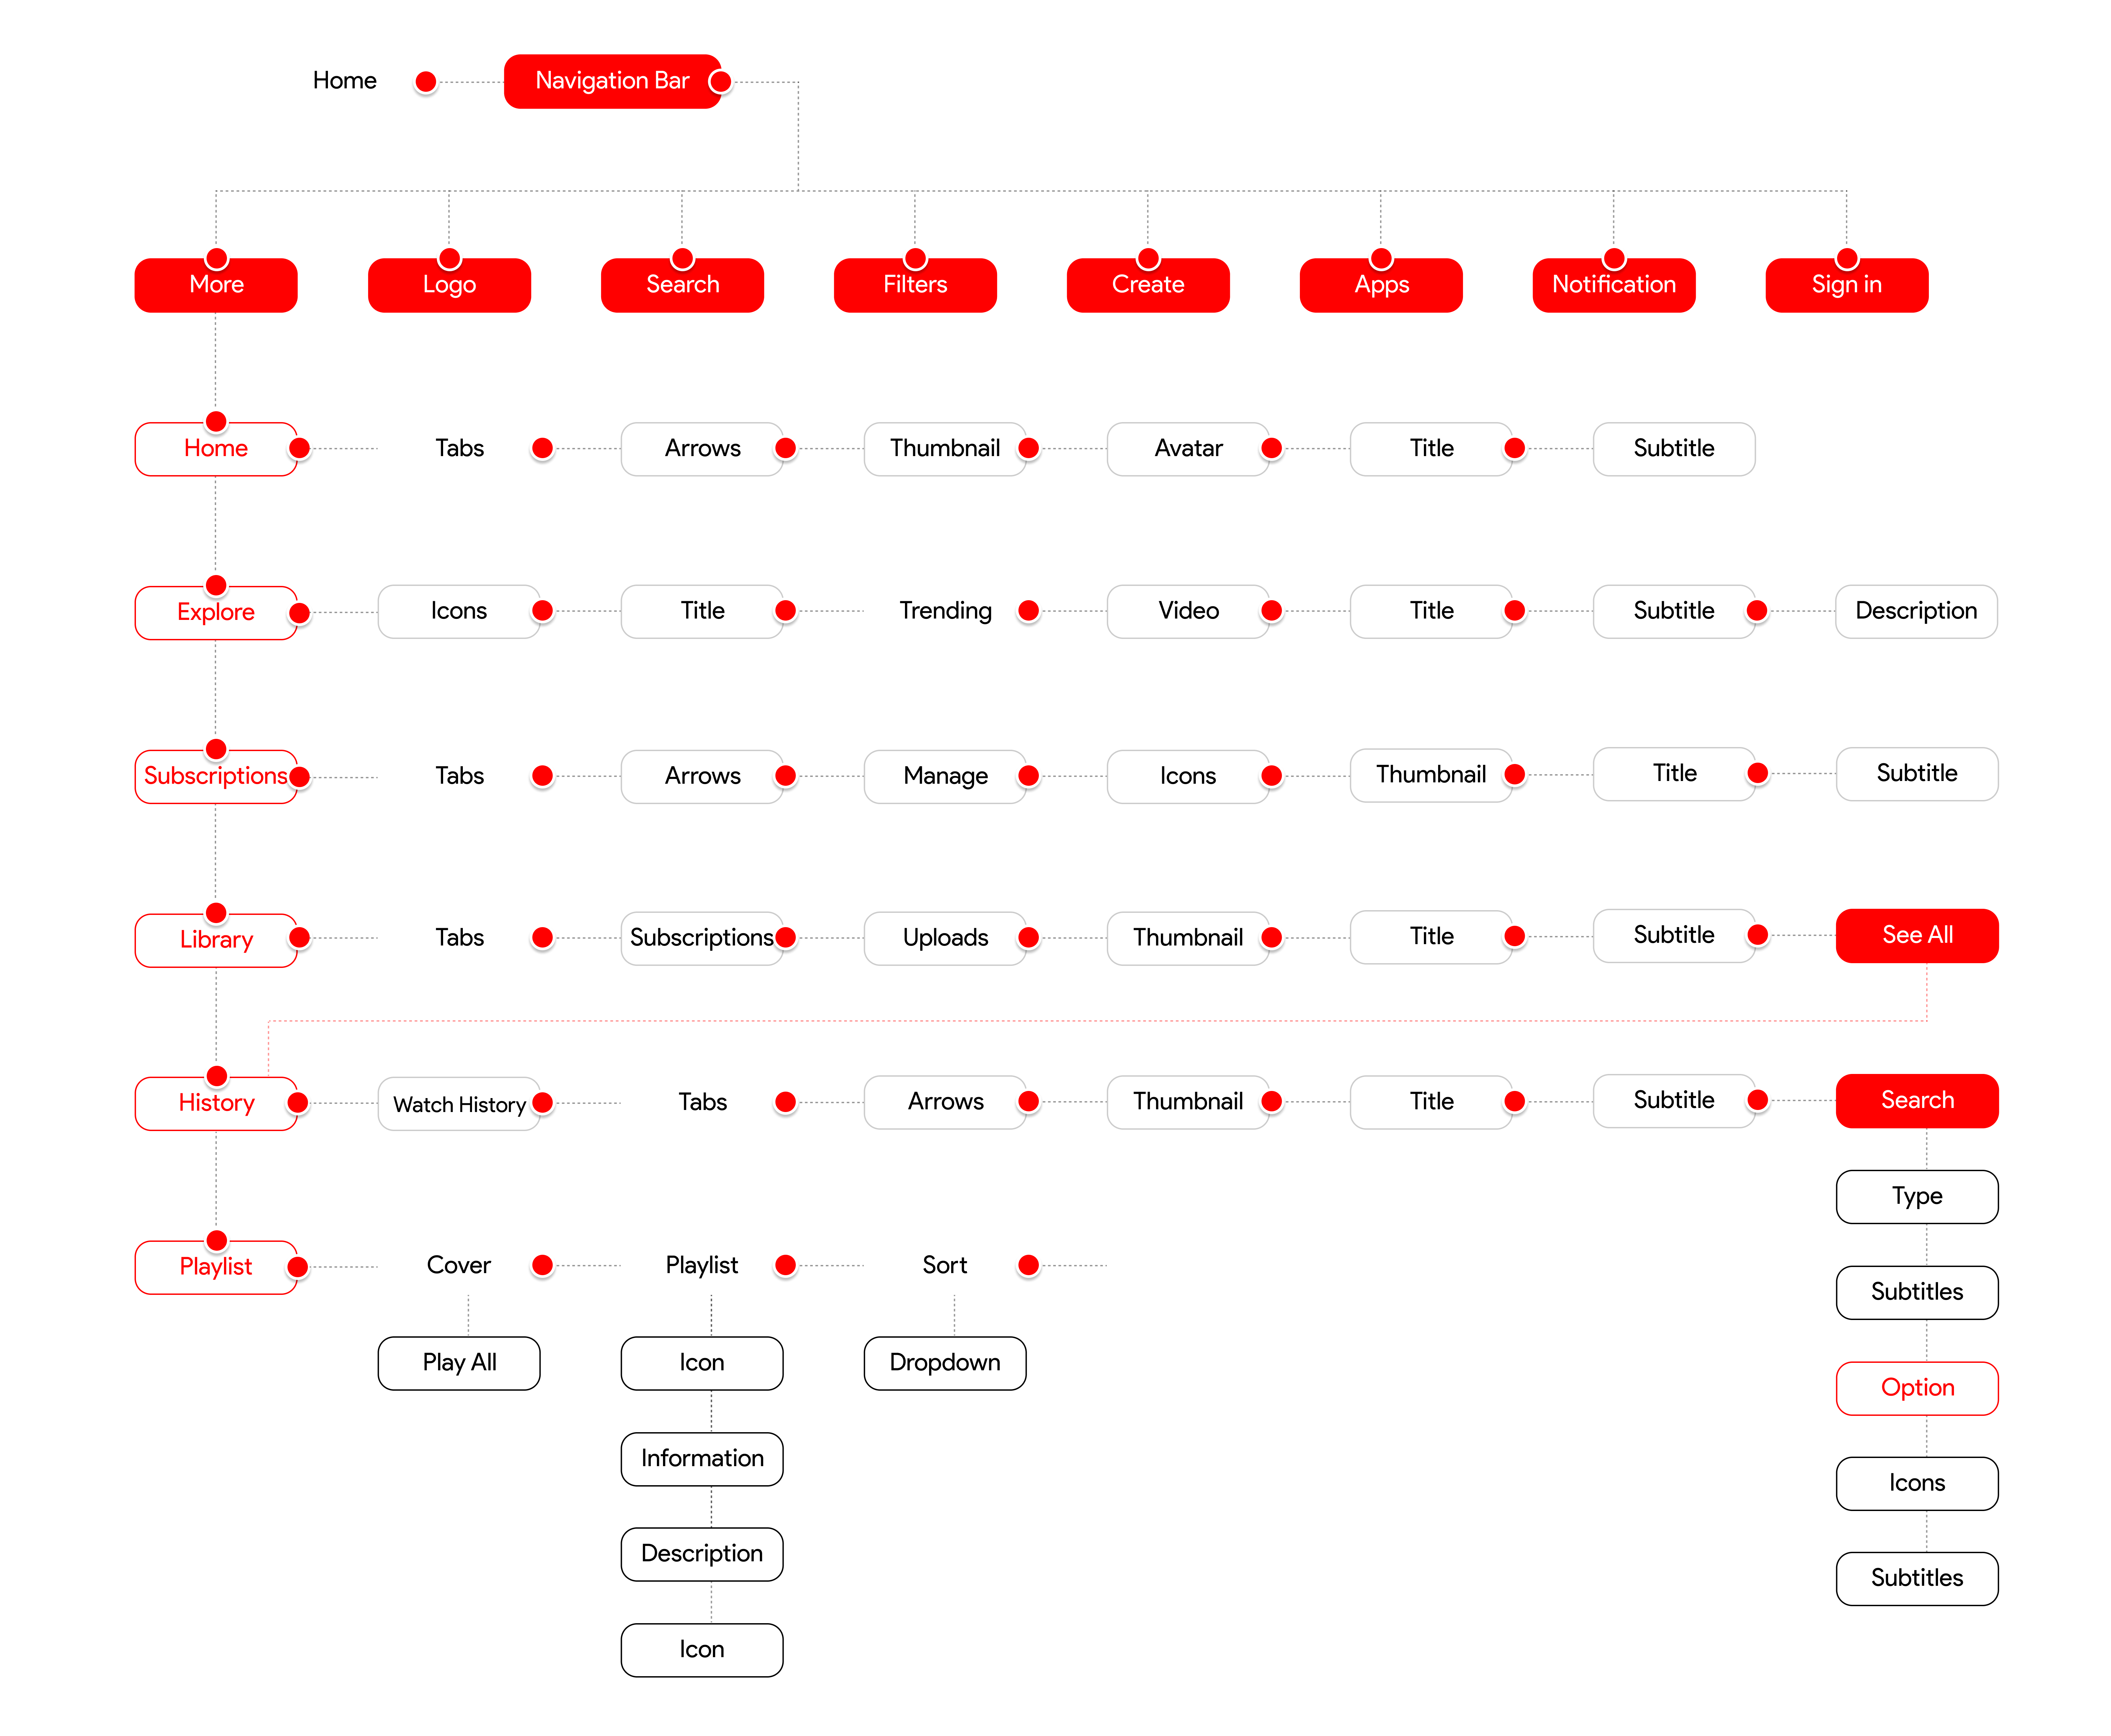 Home
Navigation Bar
More
Logo
Search
Filters
Create
Apps
Notification
Sign in
Home
Tabs
Arrows
Thumbnail
Avatar
Title
Subtitle
Explore
Icons
Title
Trending
Video
Title
Subtitle
Description
Subscriptions
Tabs
Arrows
Manage
Icons
Thumbnail
Title
Subtitle
Library
Tabs
Subscriptions
Uploads
Thumbnail
Title
Subtitle
See All
History
Watch History
Tabs
Arrows
Thumbnail
Title
Subtitle
Search
Type
Subtitles
Option
Icons
Subtitles
Playlist
Cover
Playlist
Sort
Play All
Icon
Dropdown
Information
Description
Icon